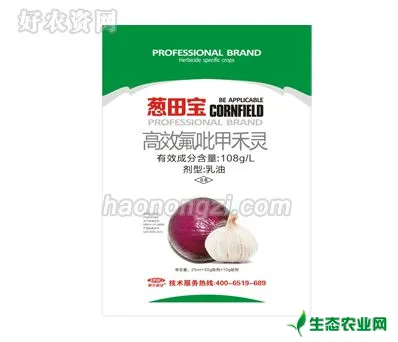 好农资网
PROFESSIONAL BRAND
Herbicide specific crops
葱田宝
BE APPLICABLE
CORNFIELD
PROFESSIONAL BRAND
高效氟吡甲禾灵
有效成分含量:108g/L
剂型:乳油
www.haonongzi.com
技术服务热线:400-6519-689
生态农业网